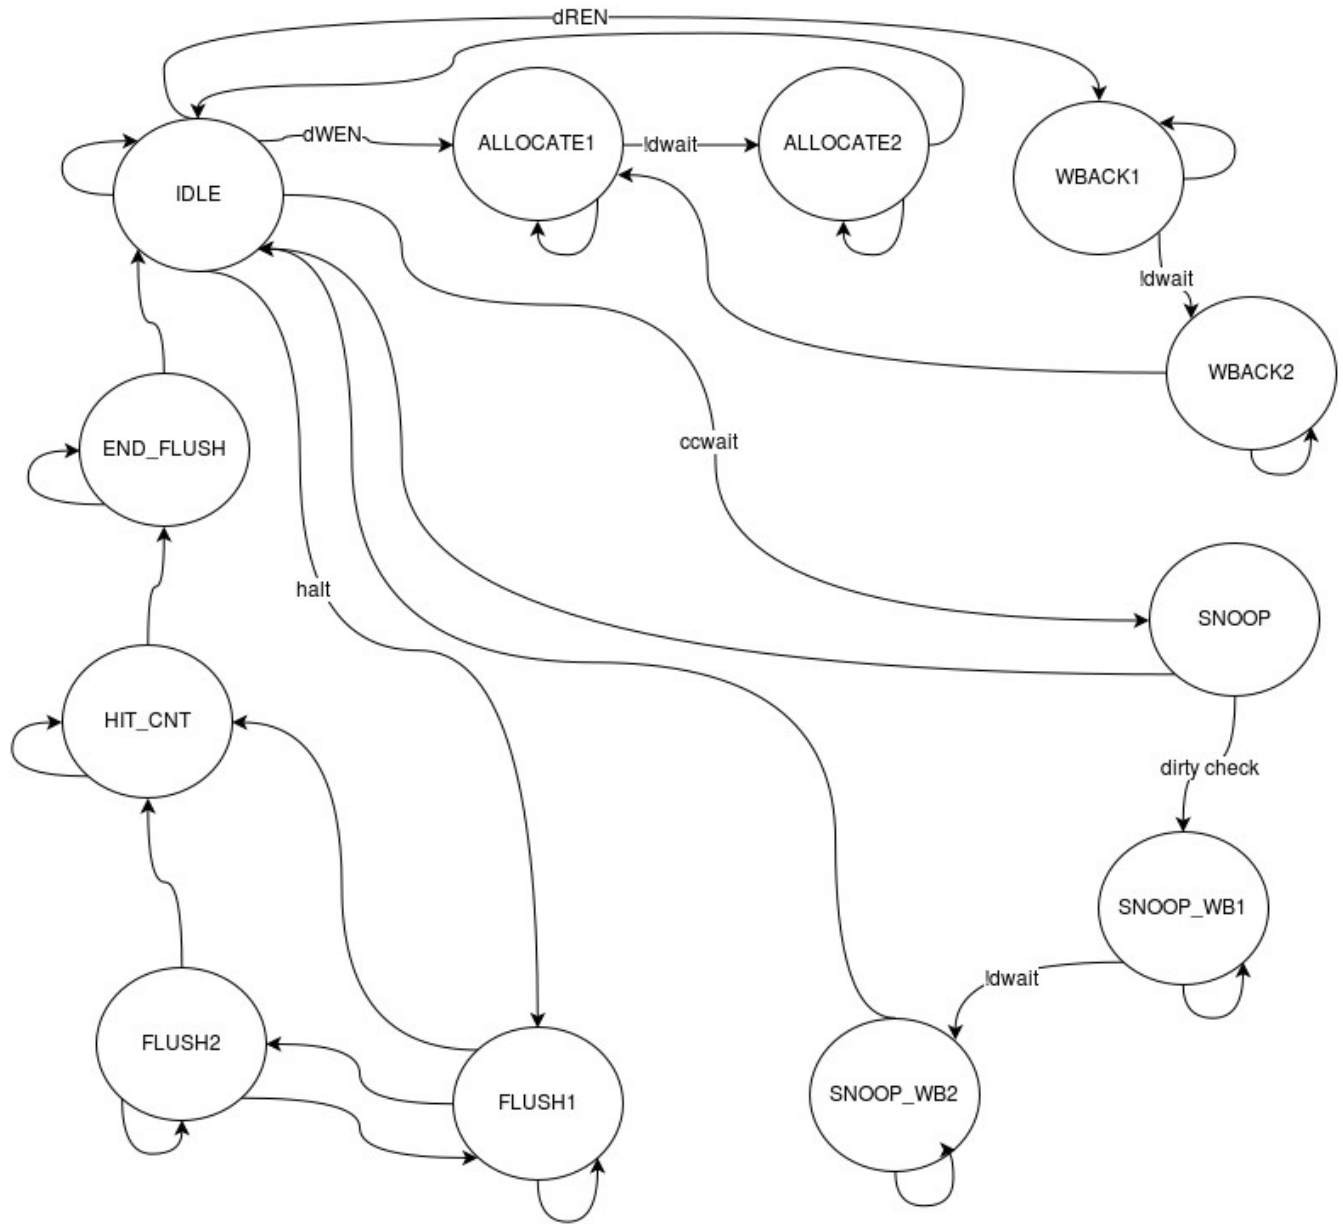 dREN
dWEN
ALLOCATE1
!dwait
ALLOCATE2
WBACK1
IDLE
!dwait
WBACK2
ccwait
END_FLUSH
halt
SNOOP
HIT_CNT
dirty check
SNOOP_WB1
!dwait
FLUSH2
FLUSH1
SNOOP_WB2